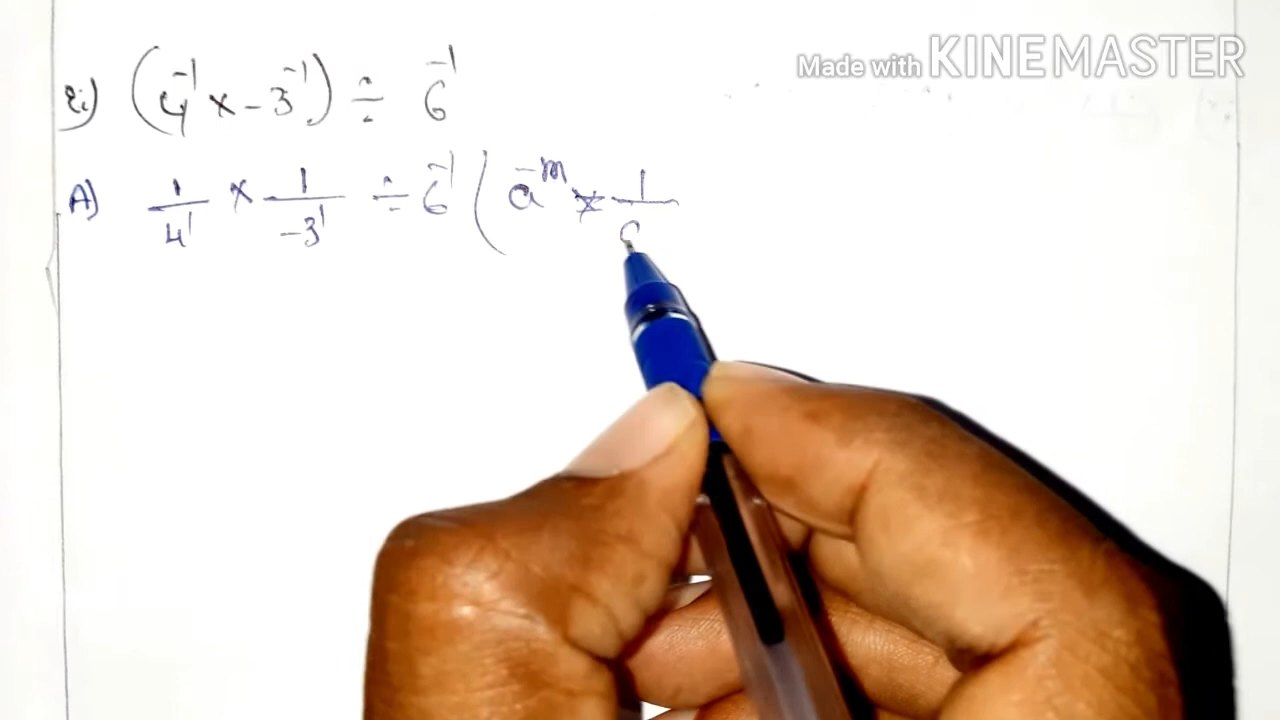 Made with KINEMASTER
ii) (4⁻¹ x -3⁻¹) ÷ 6⁻¹
A) 1/4¹ x 1/-3¹ ÷ 6⁻¹ (a⁻ᵐ = 1/a